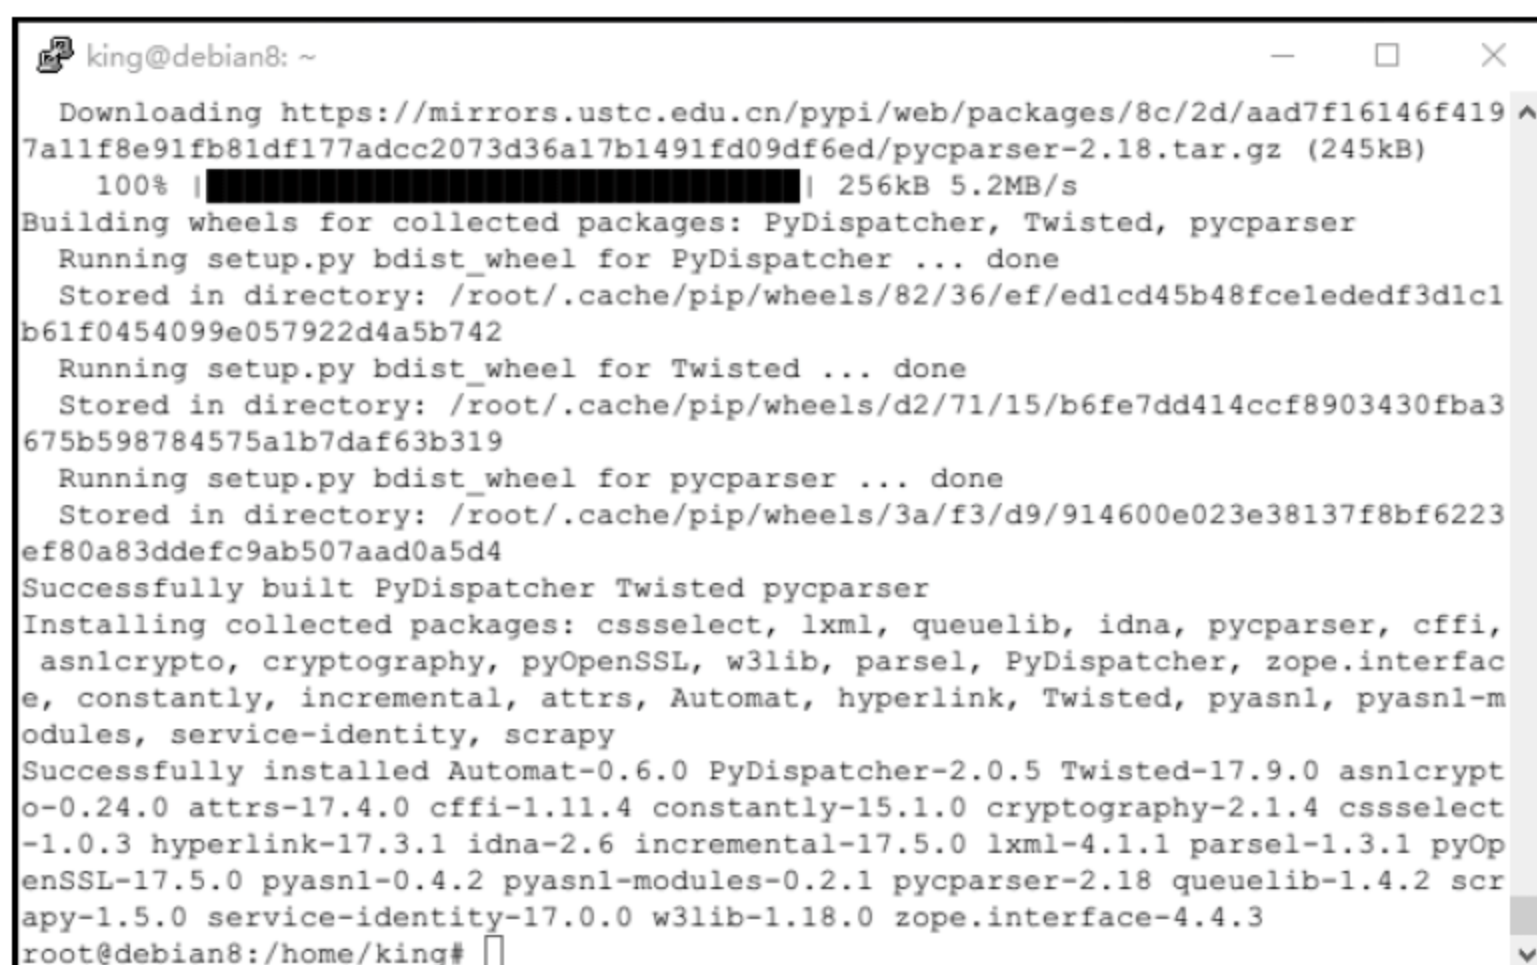 king@debian8: ~
Downloading https://mirrors.ustc.edu.cn/pypi/web/packages/8c/2d/aad7f16146f419
7a11f8e91fb81df177adcc2073d36a17b1491fd09df6ed/pycparser-2.18.tar.gz (245kB)
100% |████████████████████████████████| 256kB 5.2MB/s
Building wheels for collected packages: PyDispatcher, Twisted, pycparser
Running setup.py bdist_wheel for PyDispatcher ... done
Stored in directory: /root/.cache/pip/wheels/82/36/ef/ed1cd45b48fce1ededf3d1c1
b61f0454099e057922d4a5b742
Running setup.py bdist_wheel for Twisted ... done
Stored in directory: /root/.cache/pip/wheels/d2/71/15/b6fe7dd414ccf8903430fba3
675b598784575a1b7daf63b319
Running setup.py bdist_wheel for pycparser ... done
Stored in directory: /root/.cache/pip/wheels/3a/f3/d9/914600e023e38137f8bf6223
ef80a83ddefc9ab507aad0a5d4
Successfully built PyDispatcher Twisted pycparser
Installing collected packages: cssselect, lxml, queuelib, idna, pycparser, cffi,
asn1crypto, cryptography, pyOpenSSL, w3lib, parsel, PyDispatcher, zope.interfac
e, constantly, incremental, attrs, Automat, hyperlink, Twisted, pyasn1, pyasn1-m
odules, service-identity, scrapy
Successfully installed Automat-0.6.0 PyDispatcher-2.0.5 Twisted-17.9.0 asn1crypt
o-0.24.0 attrs-17.4.0 cffi-1.11.4 constantly-15.1.0 cryptography-2.1.4 cssselect
-1.0.3 hyperlink-17.3.1 idna-2.6 incremental-17.5.0 lxml-4.1.1 parsel-1.3.1 pyOp
enSSL-17.5.0 pyasn1-0.4.2 pyasn1-modules-0.2.1 pycparser-2.18 queuelib-1.4.2 scr
apy-1.5.0 service-identity-17.0.0 w3lib-1.18.0 zope.interface-4.4.3
root@debian8:/home/king#